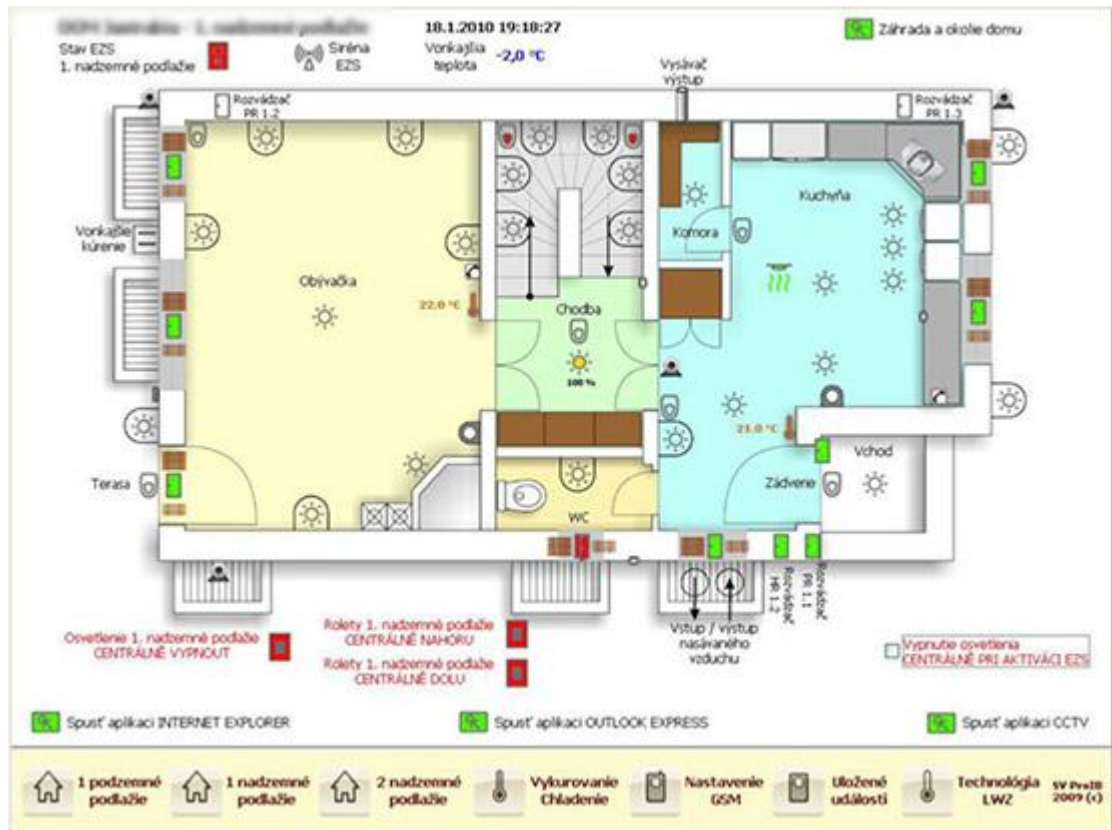 18.1.2010 19:18:27
Stav EZS
1. nadzemné podlažie
Siréna
EZS
Vonkajšia
teplota
-2,0 °C
Záhrada a okolie domu
Vysávač
výstup
Rozvádzač
PR 1.2
Rozvádzač
PR 1.3
Kuchyňa
Vonkajšie
kúrenie
Komora
Obývačka
22.0 °C
Chodba
100 %
21.0 °C
Vchod
Terasa
Zádverie
WC
Rozvádzač
HR 1.2
Rozvádzač
PR 1.1
Osvetlenie 1. nadzemné podlažie
CENTRÁLNĚ VYPNOUT
Rolety 1. nadzemné podlažie
CENTRÁLNĚ NAHORU
Rolety 1. nadzemné podlažie
CENTRÁLNĚ DOLU
Vstup / výstup
nasávaného
vzduchu
Vypnutie osvetlenia
CENTRÁLNĚ PRI AKTIVÁCI EZS
Spusť aplikaci INTERNET EXPLORER
Spusť aplikaci OUTLOOK EXPRESS
Spusť aplikaci CCTV
1 podzemné
podlažie
1 nadzemné
podlažie
2 nadzemné
podlažie
Vykurovanie
Chladenie
Nastavenie
GSM
Uložené
události
Technológia
LWZ
SV ProIB
2009 (c)